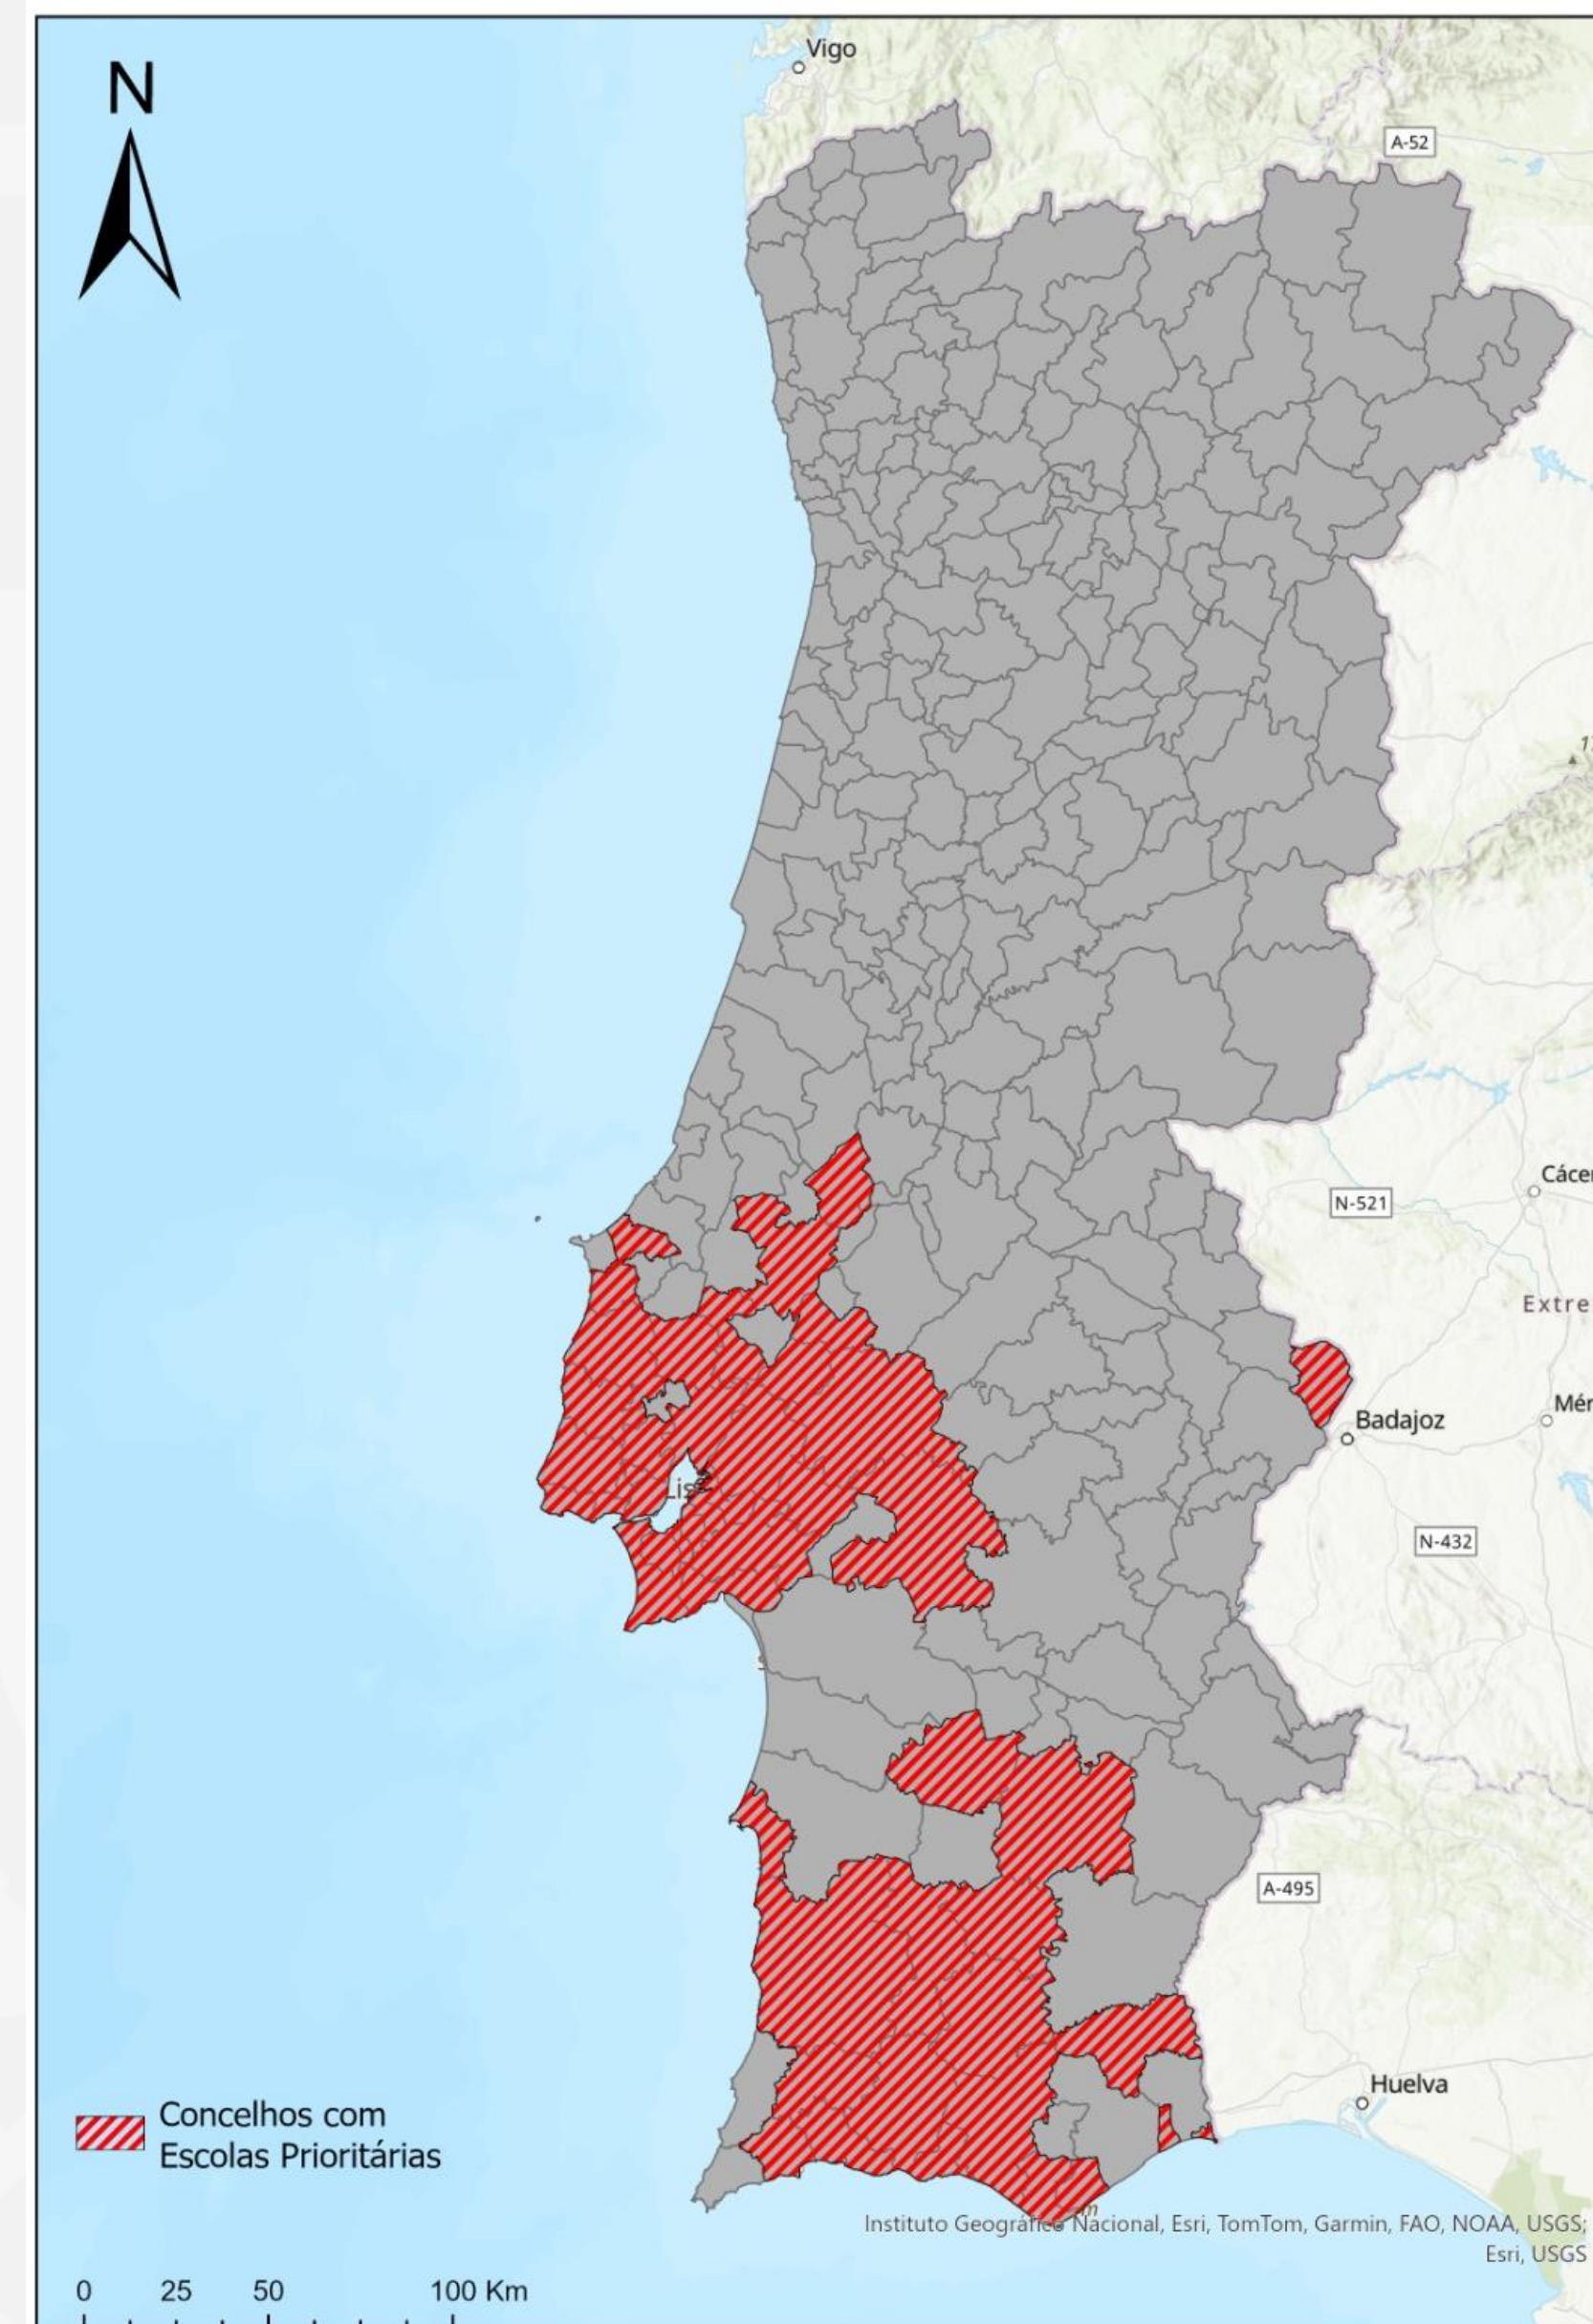 Vigo
N
A-52
Các
N-521
Extre
Mé
Badajoz
N-432
A-495
Huelva
Concelhos com
Escolas Prioritárias
Instituto Geográfico Nacional, Esri, TomTom, Garmin, FAO, NOAA, USGS;
Esri, USGS
0 25 50 100 Km